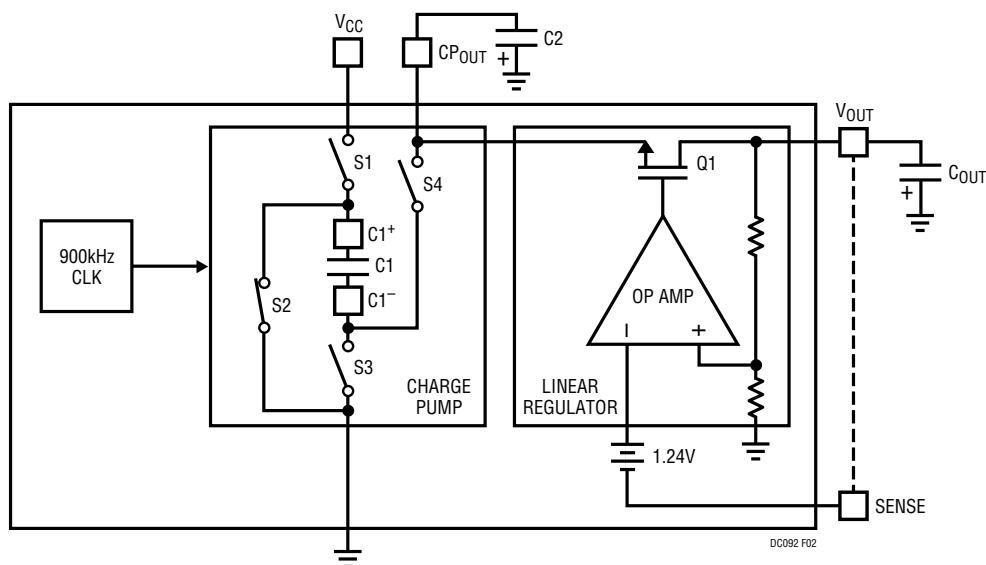 VCC
CPOUT
C2
+
VOUT
S1
S4
Q1
COUT
+
C1+
900kHz
CLK
C1
S2
OP AMP
C1–
– +
S3
CHARGE
PUMP
LINEAR
REGULATOR
1.24V
SENSE
DC092 F02